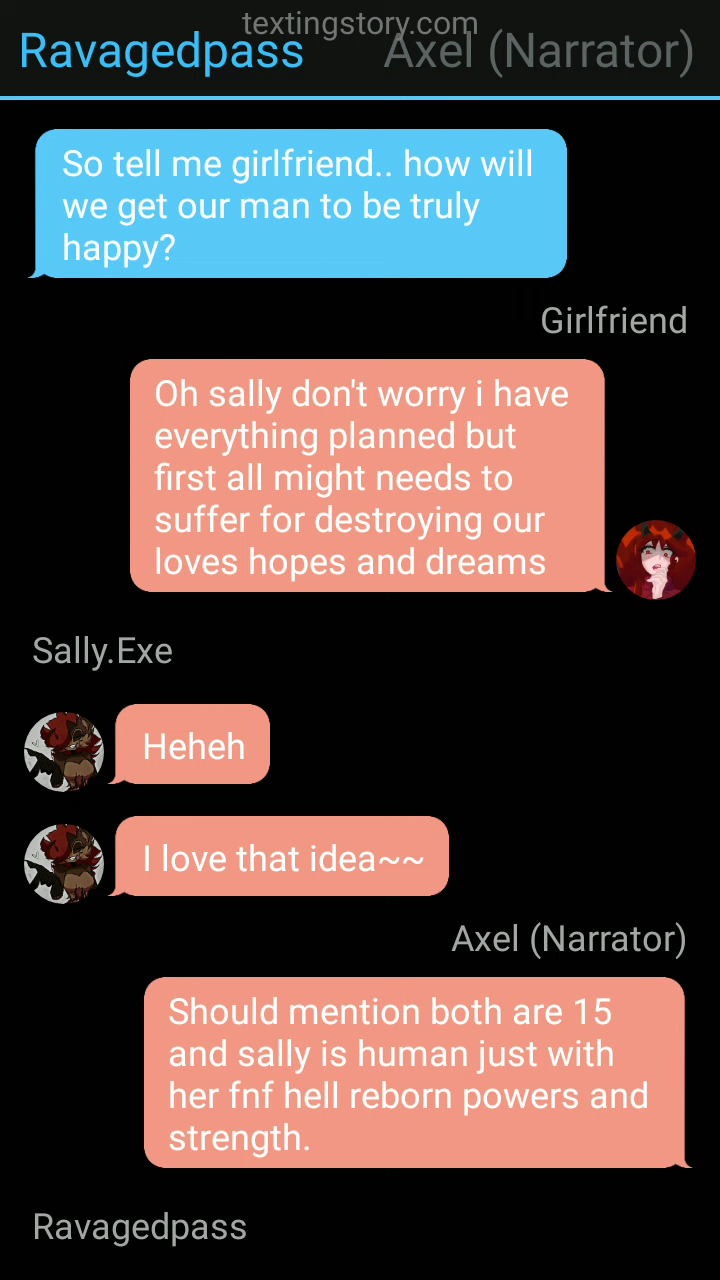 textingstory.com
Ravagedpass Axel (Narrator)
So tell me girlfriend.. how will
we get our man to be truly
happy?
Girlfriend
Oh sally don't worry i have
everything planned but
first all might needs to
suffer for destroying our
loves hopes and dreams
Sally.Exe
Heheh
I love that idea~~
Axel (Narrator)
Should mention both are 15
and sally is human just with
her fnf hell reborn powers and
strength.
Ravagedpass